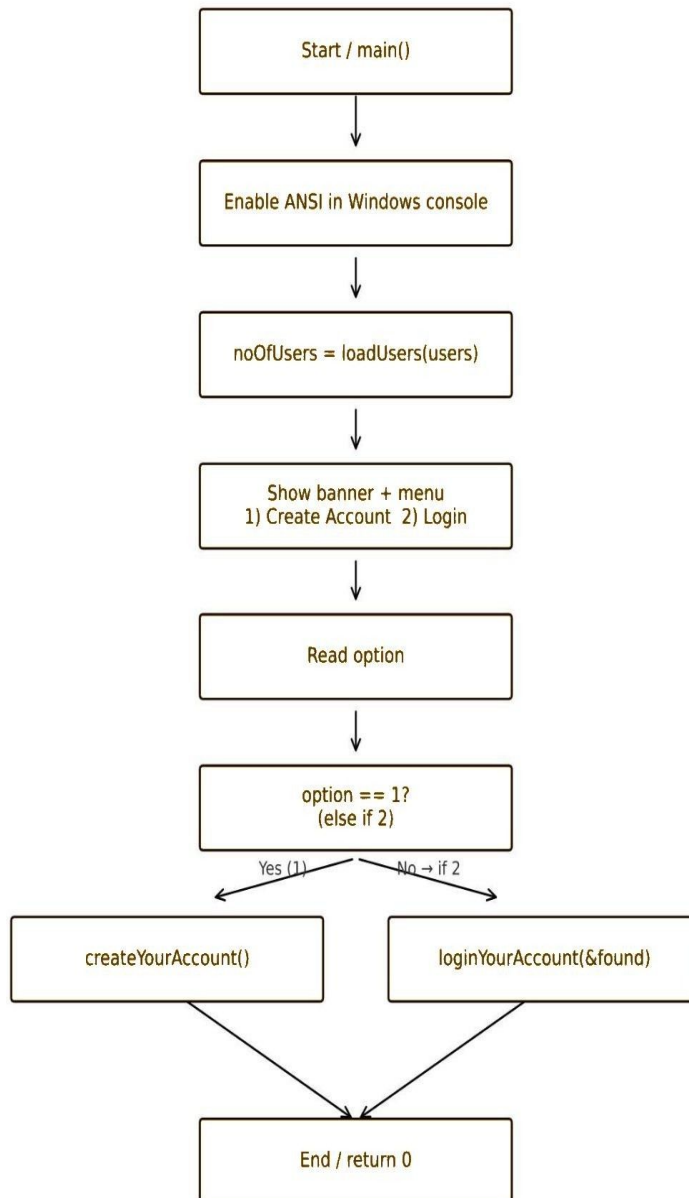 Start / main()
Enable ANSI in Windows console
noOfUsers = loadUsers(users)
Show banner + menu
1) Create Account  2) Login
Read option
option == 1?
(else if 2)
Yes (1)
No → if 2
createYourAccount()
loginYourAccount(&found)
End / return 0